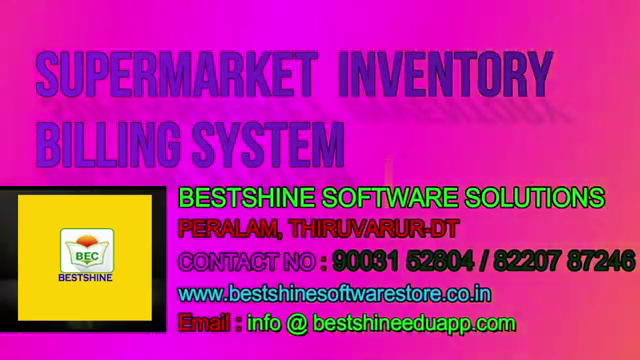 SUPERMARKET INVENTORY
BILLING SYSTEM
BESTSHINE SOFTWARE SOLUTIONS
PERALAM, THIRUVARUR-DT
CONTACT NO : 90031 52804 / 82207 87246
www.bestshinesoftwarestore.co.in
Email : info @ bestshineeduapp.com
BEC
BESTSHINE